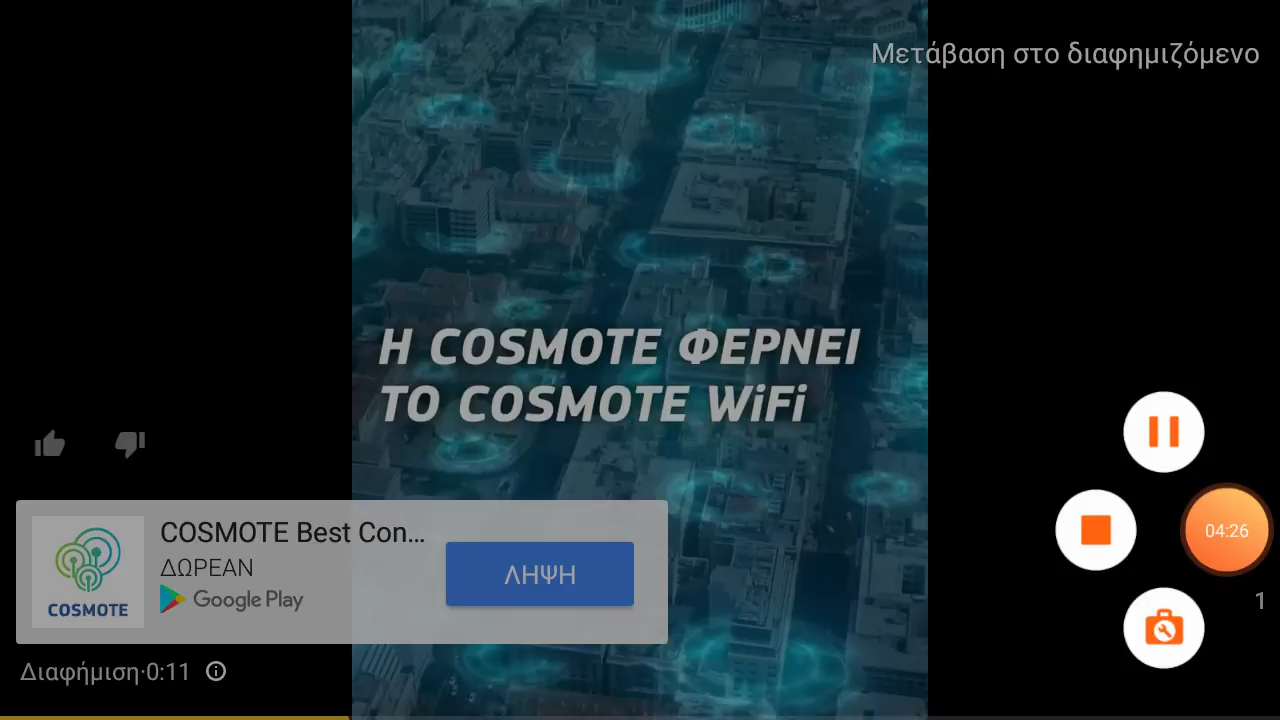 Μετάβαση στο διαφημιζόμενο
Η COSMOTE ΦΕΡΝΕΙ
ΤΟ COSMOTE WiFi
COSMOTE Best Con...
ΔΩΡΕΑΝ
Google Play
COSMOTE
ΛΗΨΗ
04:26
1
Διαφήμιση·0:11